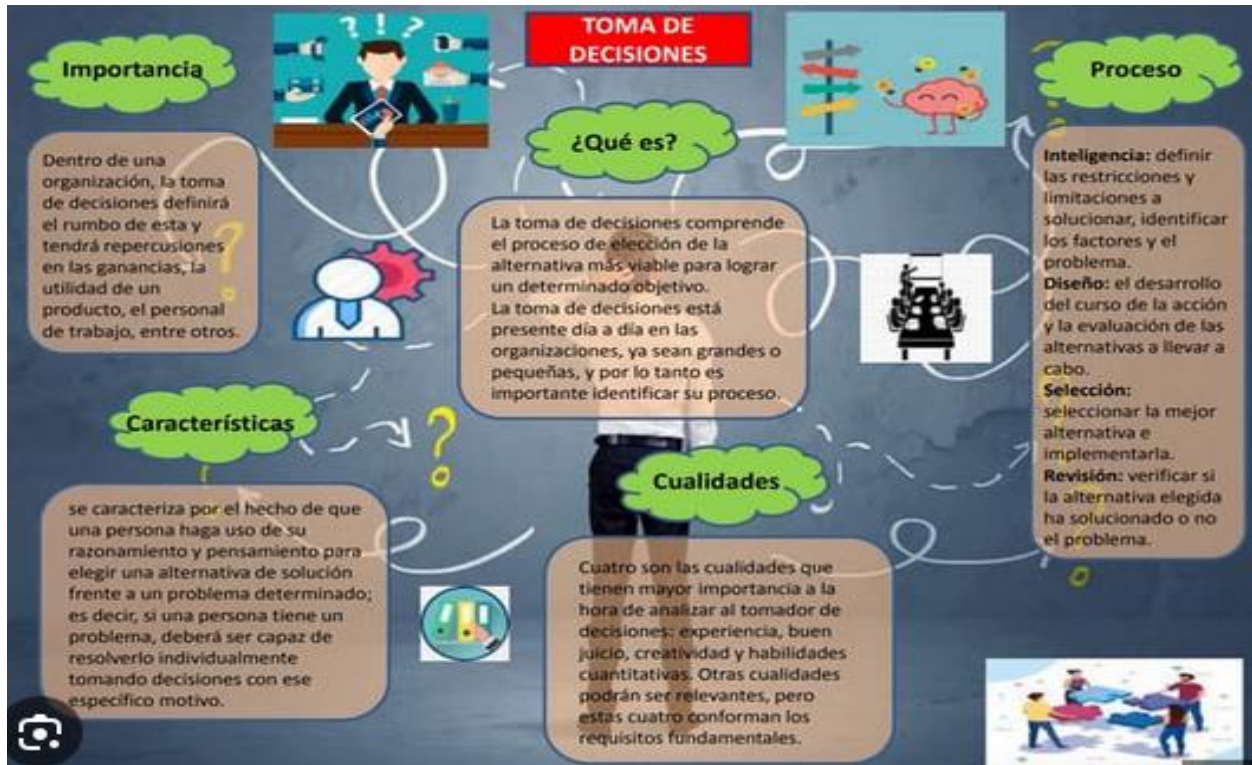 TOMA DE
DECISIONES
Importancia
Dentro de una
organización, la toma
de decisiones definirá
el rumbo de esta y
tendrá repercusiones
en las ganancias, la
utilidad de un
producto, el personal
de trabajo, entre otros.
¿Qué es?
La toma de decisiones comprende
el proceso de elección de la
alternativa más viable para lograr
un determinado objetivo.
La toma de decisiones está
presente día a día en las
organizaciones, ya sean grandes o
pequeñas, y por lo tanto es
importante identificar su proceso.
Proceso
Inteligencia: definir
las restricciones y
limitaciones a
solucionar, identificar
los factores y el
problema.
Diseño: el desarrollo
del curso de la acción
y la evaluación de las
alternativas a llevar a
cabo.
Selección:
seleccionar la mejor
alternativa e
implementarla.
Revisión: verificar si
la alternativa elegida
ha solucionado o no
el problema.
Características
se caracteriza por el hecho de que
una persona haga uso de su
razonamiento y pensamiento para
elegir una alternativa de solución
frente a un problema determinado;
es decir, si una persona tiene un
problema, deberá ser capaz de
resolverlo individualmente
tomando decisiones con ese
específico motivo.
Cualidades
Cuatro son las cualidades que
tienen mayor importancia a la
hora de analizar al tomador de
decisiones: experiencia, buen
juicio, creatividad y habilidades
cuantitativas. Otras cualidades
podrán ser relevantes, pero
estas cuatro conforman los
requisitos fundamentales.